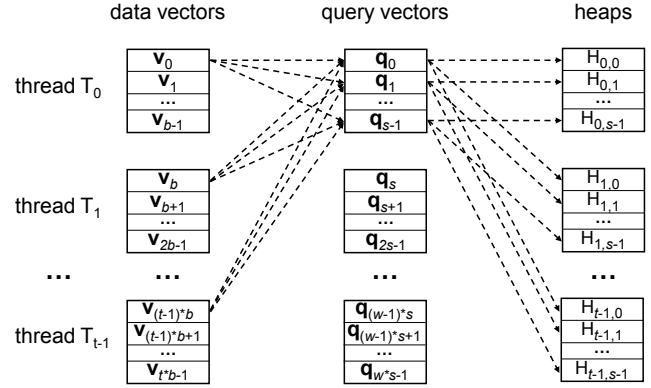 data vectors query vectors heaps
thread T0
v0
v1
...
vb-1
q0
q1
...
qs-1
H0,0
H0,1
...
H0,s-1
thread T1
vb
vb+1
...
v2b-1
qs
qs+1
...
q2s-1
H1,0
H1,1
...
H1,s-1
... ... ... ...
thread Tt-1
v(t-1)*b
v(t-1)*b+1
...
vt*b-1
q(w-1)*s
q(w-1)*s+1
...
qw*s-1
Ht-1,0
Ht-1,1
...
Ht-1,s-1